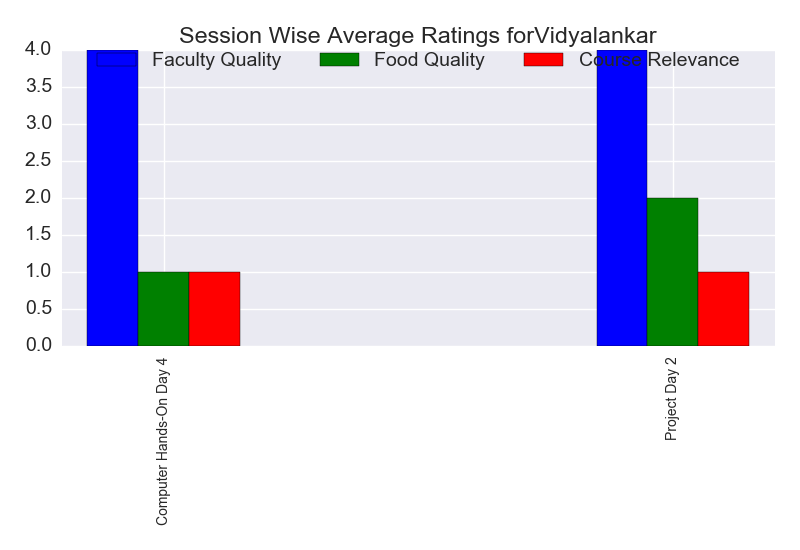 Session Wise Average Ratings forVidyalankar
Faculty Quality Food Quality Course Relevance
4.0
3.5
3.0
2.5
2.0
1.5
1.0
0.5
0.0
Computer Hands-On Day 4
Project Day 2